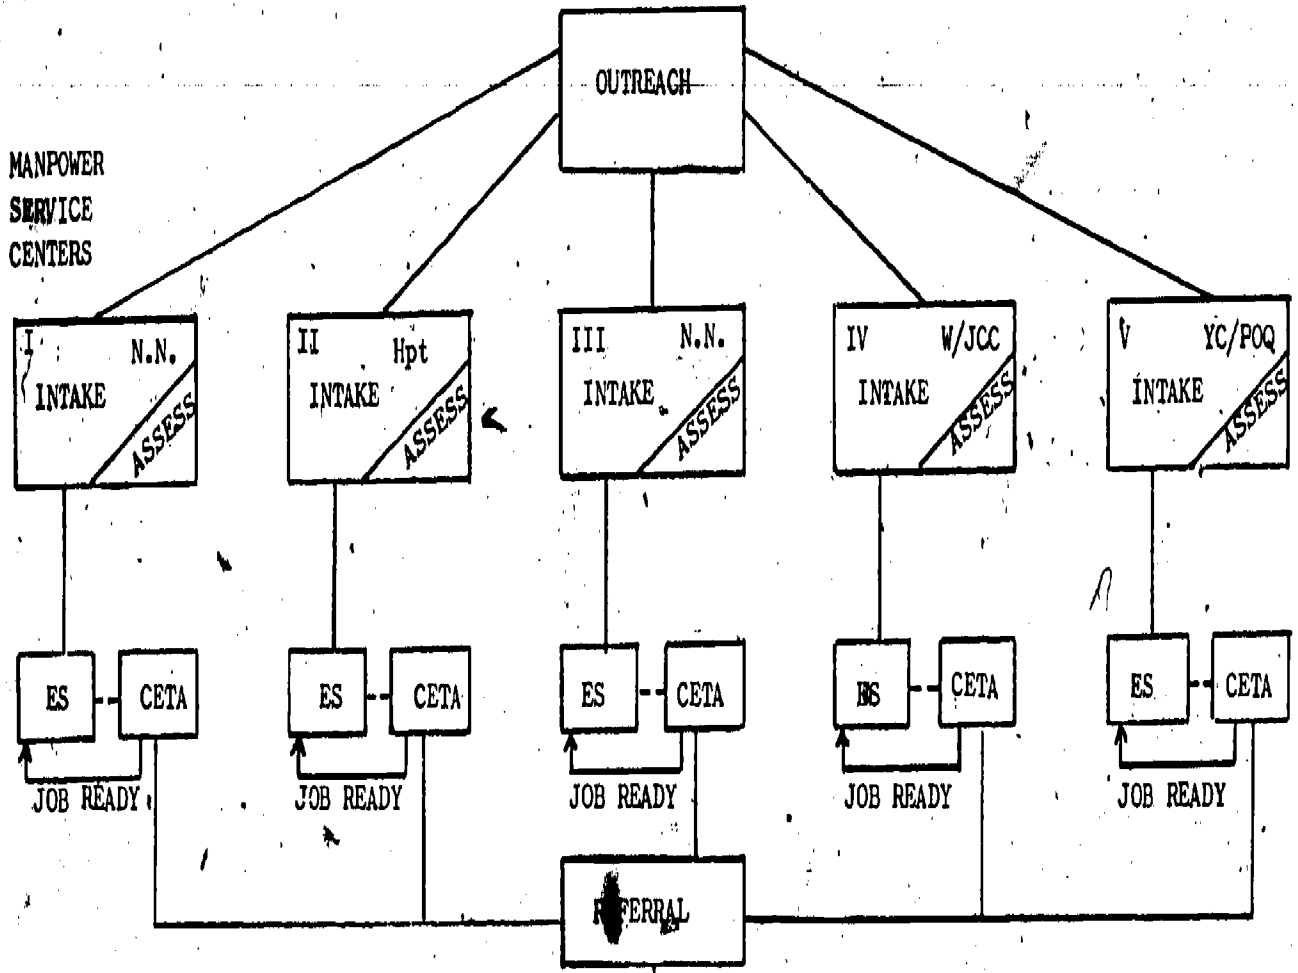 OUTREACH
MANPOWER
SERVICE
CENTERS
I N.N.
INTAKE
ASSESS
II Hpt
INTAKE
ASSESS
III N.N.
INTAKE
ASSESS
IV W/JCC
INTAKE
ASSESS
V YC/POQ
INTAKE
ASSESS
ES CETA
JOB READY
ES CETA
JOB READY
ES CETA
JOB READY
ES CETA
JOB READY
ES CETA
JOB READY
REFERRAL